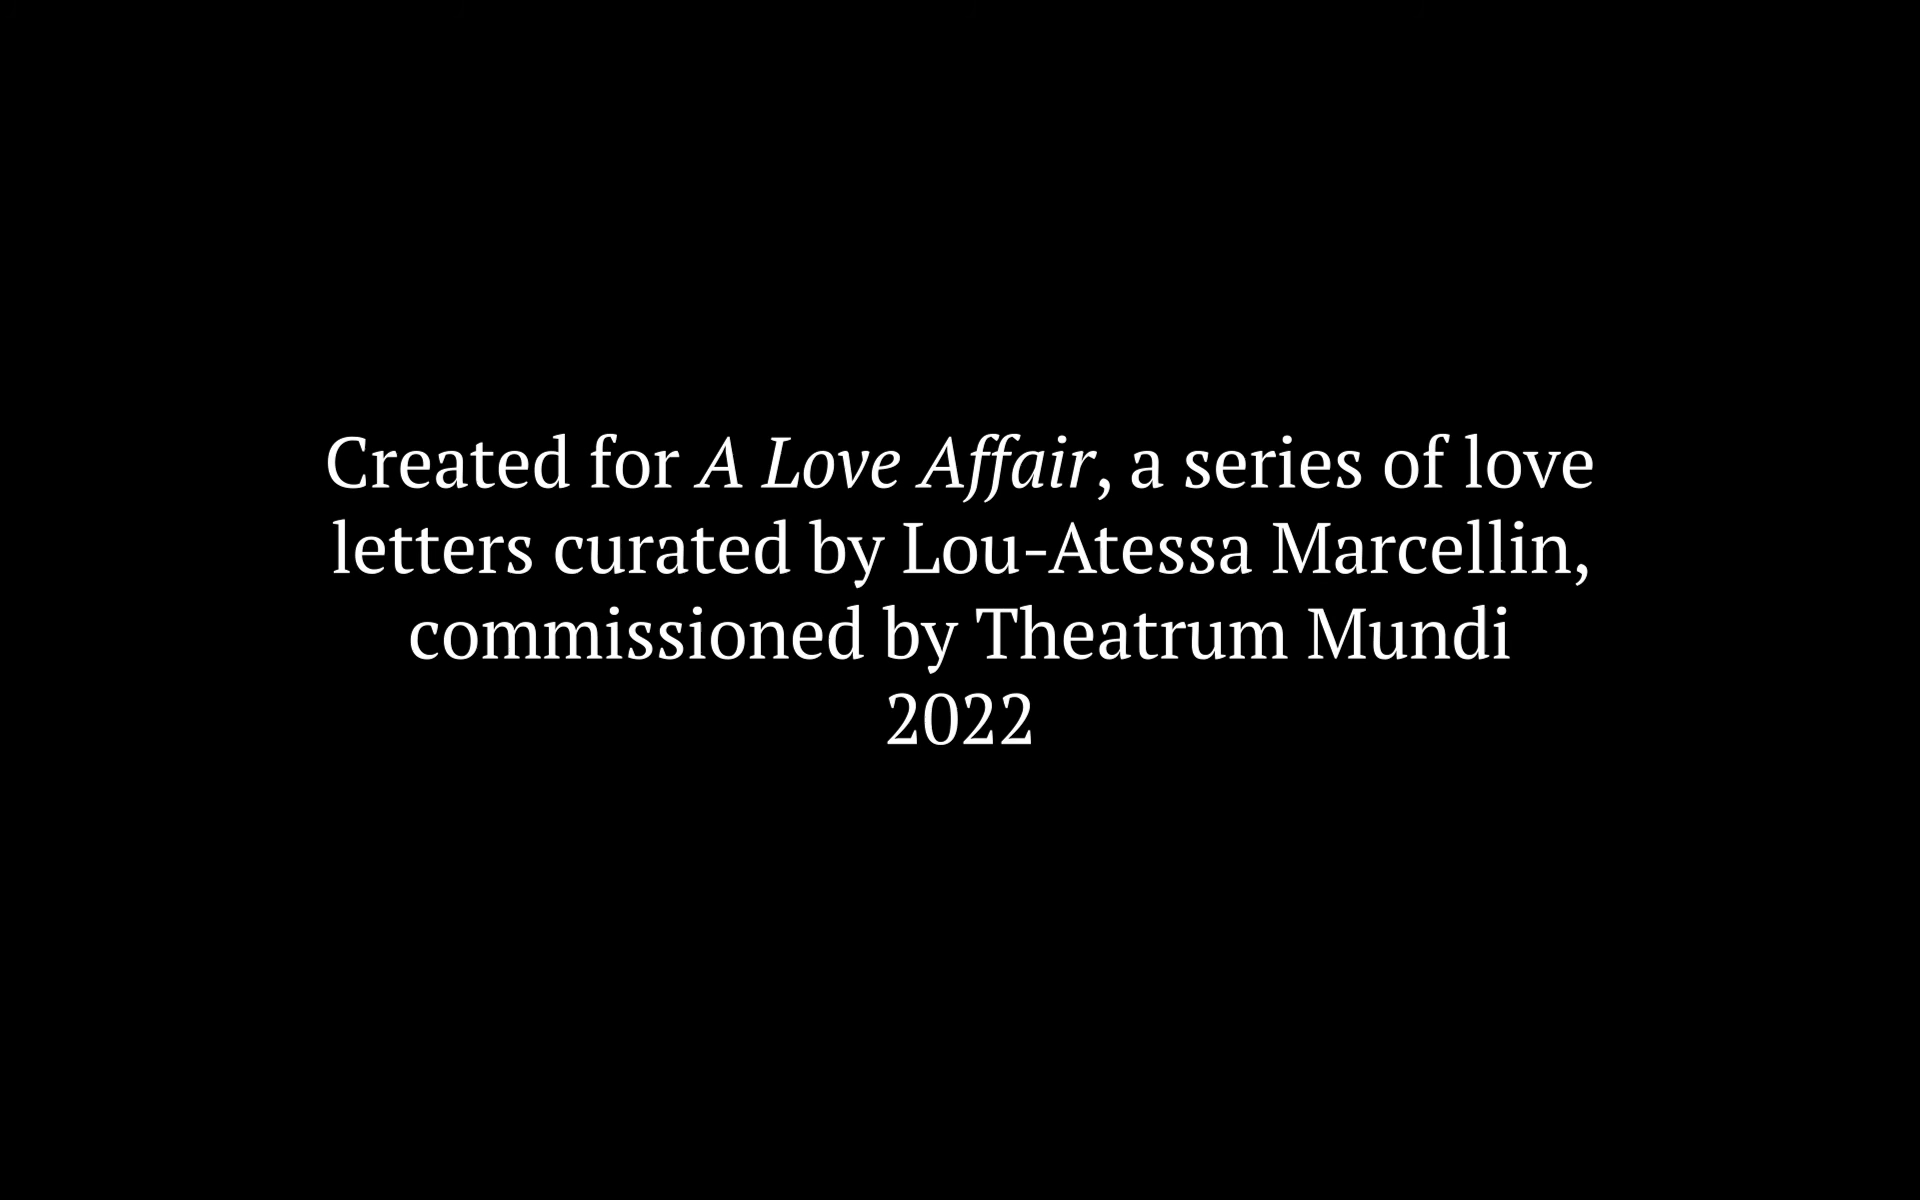 Created for A Love Affair, a series of love
letters curated by Lou-Atessa Marcellin,
commissioned by Theatrum Mundi
2022